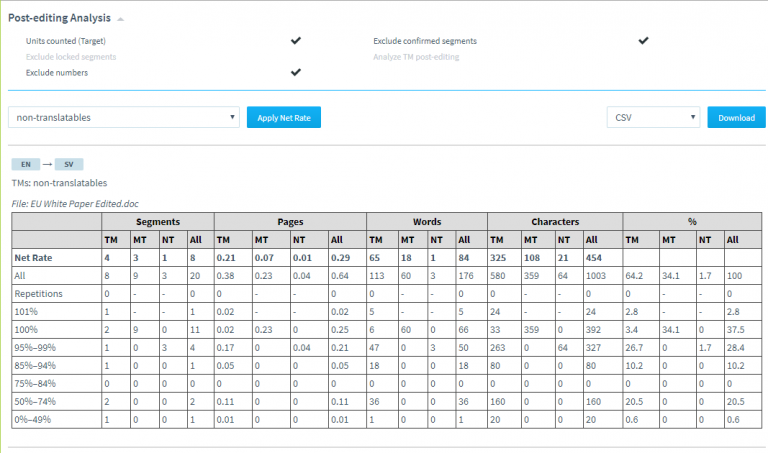 Post-editing Analysis
Units counted (Target) ✔ Exclude confirmed segments ✔
Exclude locked segments Analyze TM post-editing
Exclude numbers ✔
non-translatables Apply Net Rate CSV Download
EN → SV
TMs: non-translatables
File: EU White Paper Edited.doc
Segments Pages Words Characters %
TM MT NT All TM MT NT All TM MT NT All TM MT NT All TM MT NT All
Net Rate 4 3 1 8 0.21 0.07 0.01 0.29 65 18 1 84 325 108 21 454
All 8 9 3 20 0.38 0.23 0.04 0.64 113 60 3 176 580 359 64 1003 64.2 34.1 1.7 100
Repetitions 0 - - 0 0 - - 0 0 - - 0 0 - - 0 0 - - 0
101% 1 - - 1 0.02 - - 0.02 5 - - 5 24 - - 24 2.8 - - 2.8
100% 2 9 0 11 0.02 0.23 0 0.25 6 60 0 66 33 359 0 392 3.4 34.1 0 37.5
95%–99% 1 0 3 4 0.17 0 0.04 0.21 47 0 3 50 263 0 64 327 26.7 0 1.7 28.4
85%–94% 1 0 0 1 0.05 0 0 0.05 18 0 0 18 80 0 0 80 10.2 0 0 10.2
75%–84% 0 0 0 0 0 0 0 0 0 0 0 0 0 0 0 0 0 0 0 0
50%–74% 2 0 0 2 0.11 0 0 0.11 36 0 0 36 160 0 0 160 20.5 0 0 20.5
0%–49% 1 0 0 1 0.01 0 0 0.01 1 0 0 1 20 0 0 20 0.6 0 0 0.6